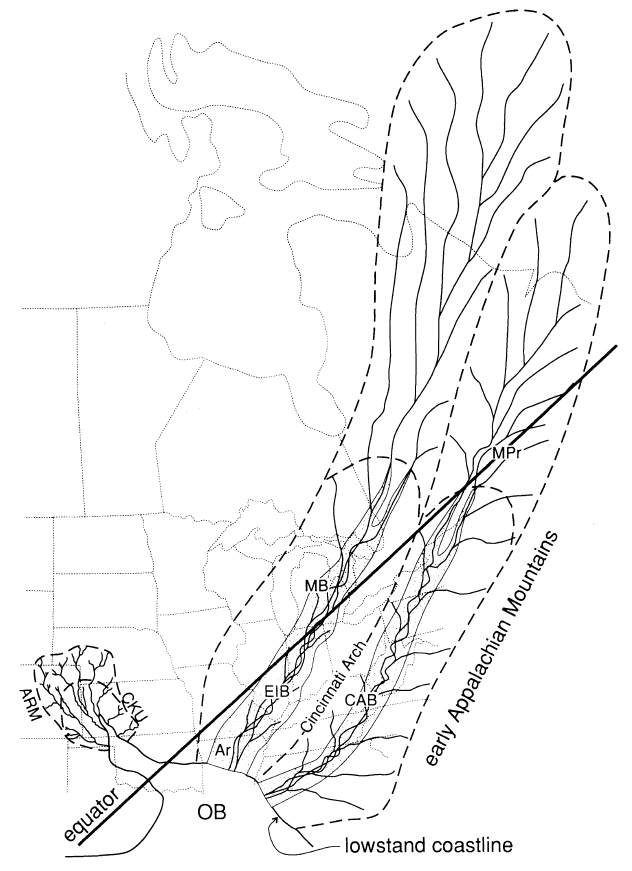 MPr
MB
early Appalachian Mountains
Cincinnati Arch
EIB
CAB
ARM
CKU
Ar
equator
OB
lowstand coastline